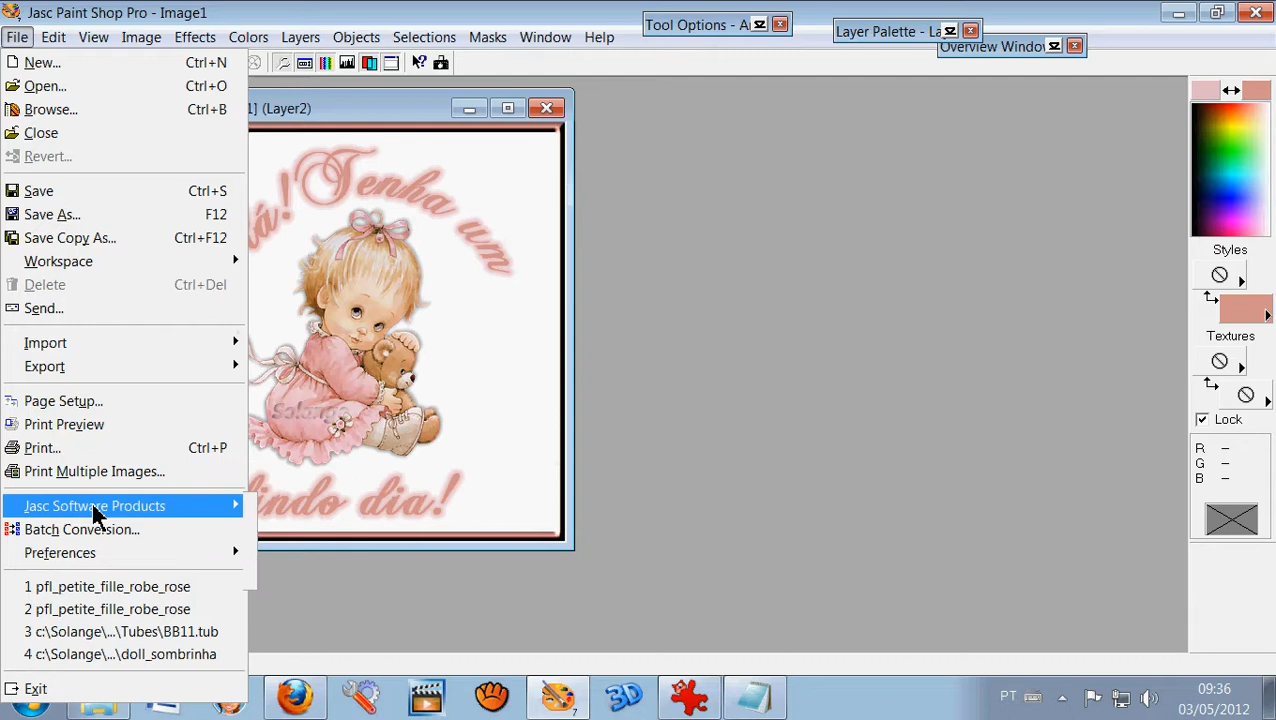 Jasc Paint Shop Pro - Image1
Tool Options - A
Layer Palette - La
Overview Windo
File Edit View Image Effects Colors Layers Objects Selections Masks Window Help
New... Ctrl+N
Open... Ctrl+O
Browse... Ctrl+B
Close
Revert...
Save Ctrl+S
Save As... F12
Save Copy As... Ctrl+F12
Workspace
Delete Ctrl+Del
Send...
Import
Export
Page Setup...
Print Preview
Print... Ctrl+P
Print Multiple Images...
Jasc Software Products
Batch Conversion...
Preferences
1 pfl_petite_fille_robe_rose
2 pfl_petite_fille_robe_rose
3 c:\Solange\...\Tubes\BB11.tub
4 c:\Solange\...\doll_sombrinha
Exit
1] (Layer2)
á! Tenha um
Solange
lindo dia!
Styles
Textures
Lock
R --
G --
B --
7
3D
PT
09:36
03/05/2012